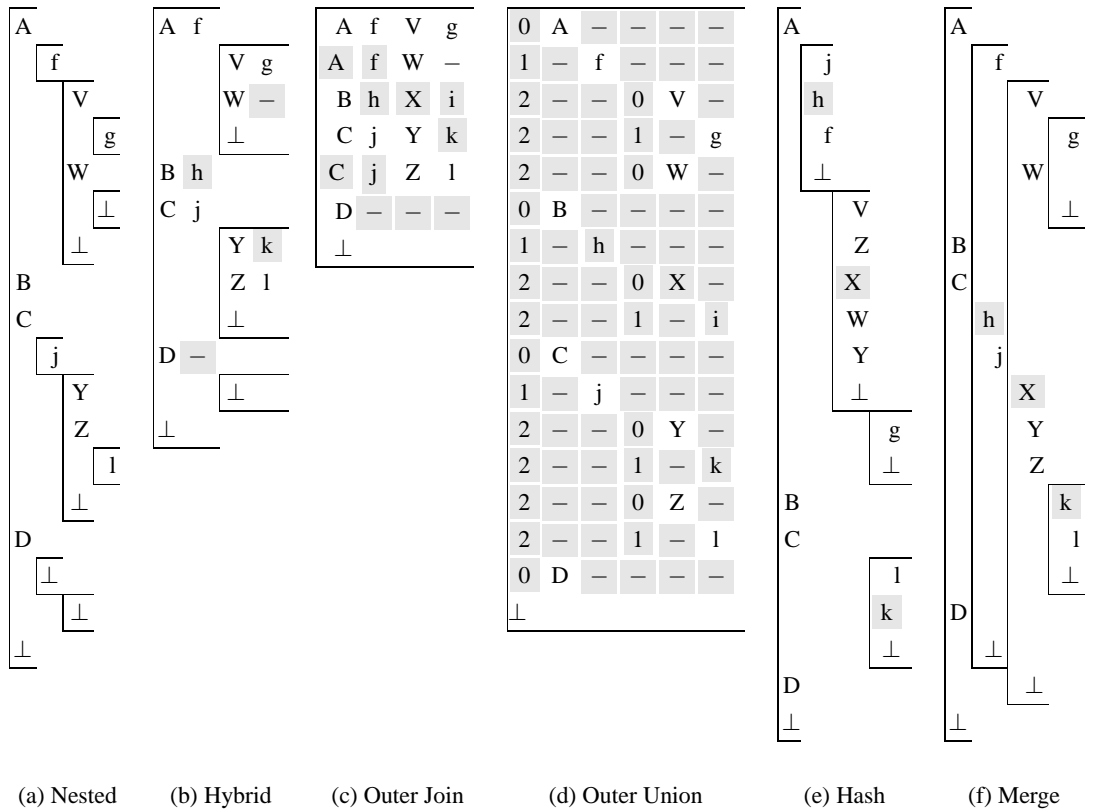 A
f
V
g
W
⊥
⊥
B
C
j
Y
Z
l
⊥
D
⊥
⊥
⊥
A f
V g
W –
⊥
B h
C j
Y k
Z l
⊥
D –
⊥
⊥
A f V g
A f W –
B h X i
C j Y k
C j Z l
D – – –
⊥
0 A – – – –
1 – f – – –
2 – – 0 V –
2 – – 1 – g
2 – – 0 W –
0 B – – – –
1 – h – – –
2 – – 0 X –
2 – – 1 – i
0 C – – – –
1 – j – – –
2 – – 0 Y –
2 – – 1 – k
2 – – 0 Z –
2 – – 1 – l
0 D – – – –
⊥
A
j
h
f
⊥
V
Z
X
W
Y
⊥
g
⊥
B
C
l
k
⊥
D
⊥
A
f
V
g
W
⊥
B
C
h
j
X
Y
Z
k
l
⊥
D
⊥
⊥
⊥
(a) Nested (b) Hybrid (c) Outer Join (d) Outer Union (e) Hash (f) Merge